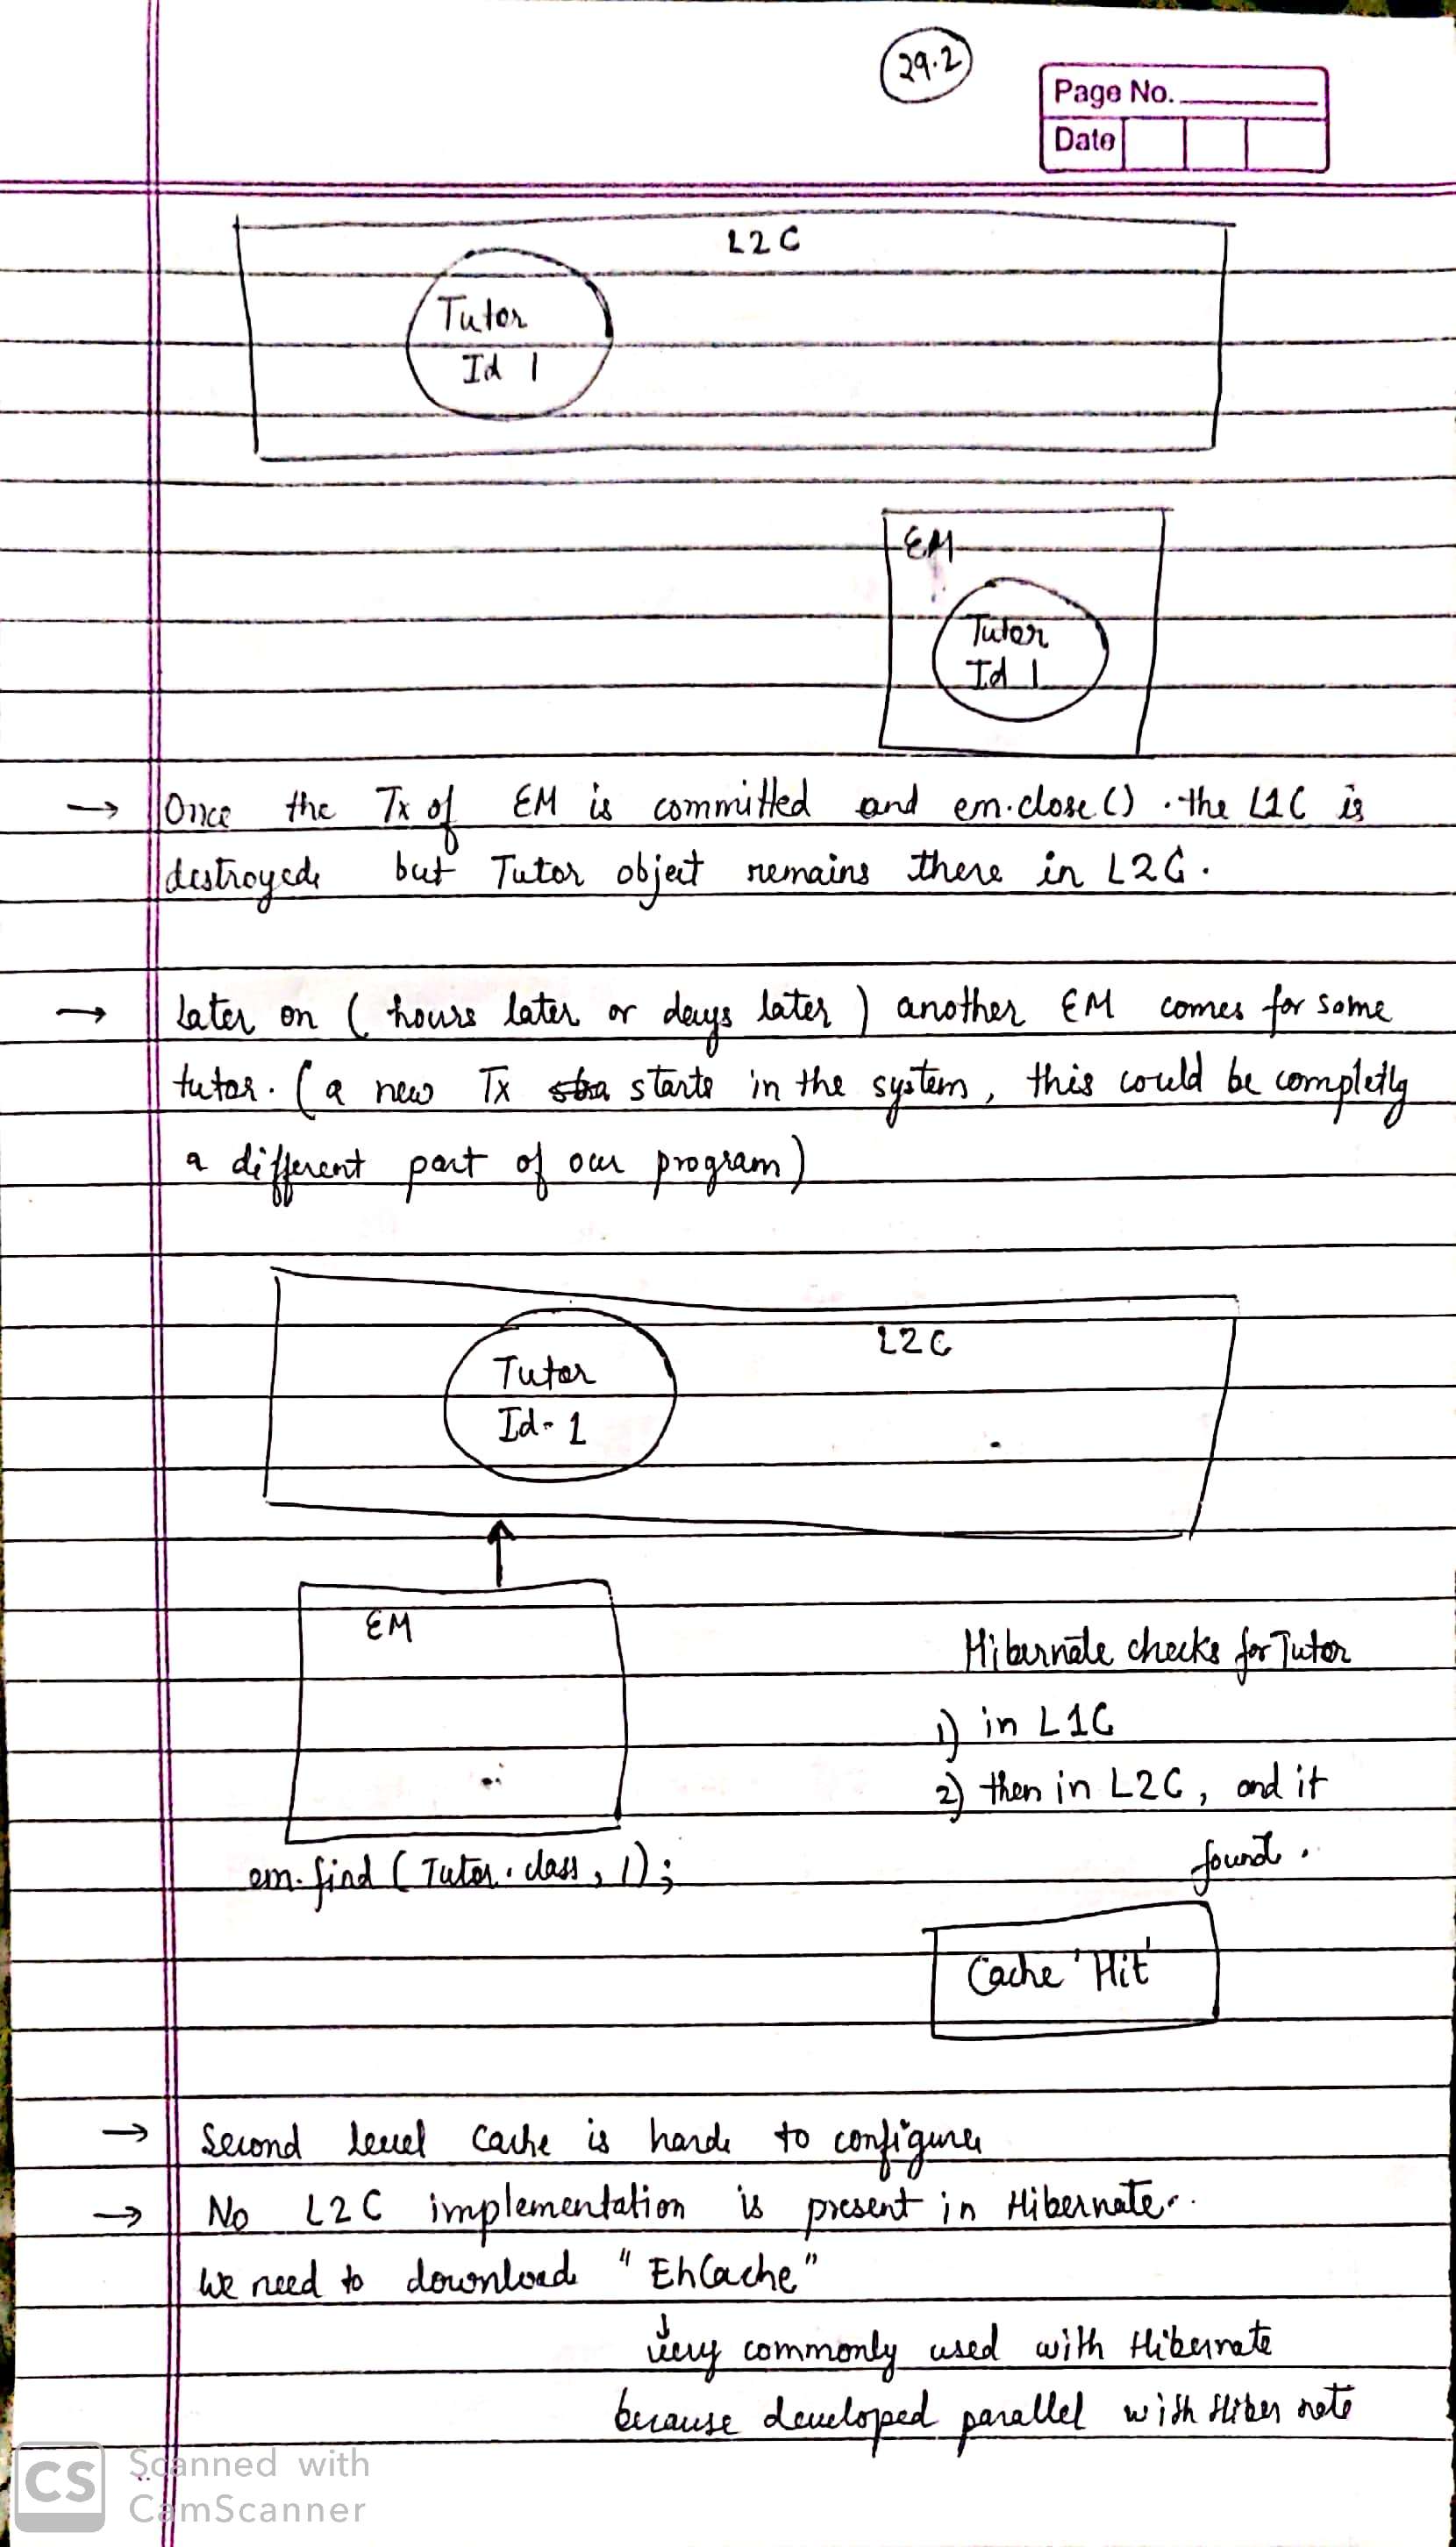 29.2
Page No.
Date
L2C
Tutor
Id 1
EM
Tutor
Id 1
→ Once the Tx of EM is committed and em.close() . the L1C is
destroyed but Tutor object remains there in L2C.
→ Later on ( hours later or days later ) another EM comes for some
tutor. ( a new Tx starts in the system, this could be completly
a different part of our program )
L2C
Tutor
Id-1
EM
Hibernate checks for Tutor
1) in L1C
2) then in L2C, and it
found.
em.find ( Tutor.class, 1);
Cache 'Hit'
→ Second level Cache is hard to configure
→ No L2C implementation is present in Hibernate.
We need to download "EhCache"
very commonly used with Hibernate
because developed parallel with Hibernate
CS
Scanned with
CamScanner